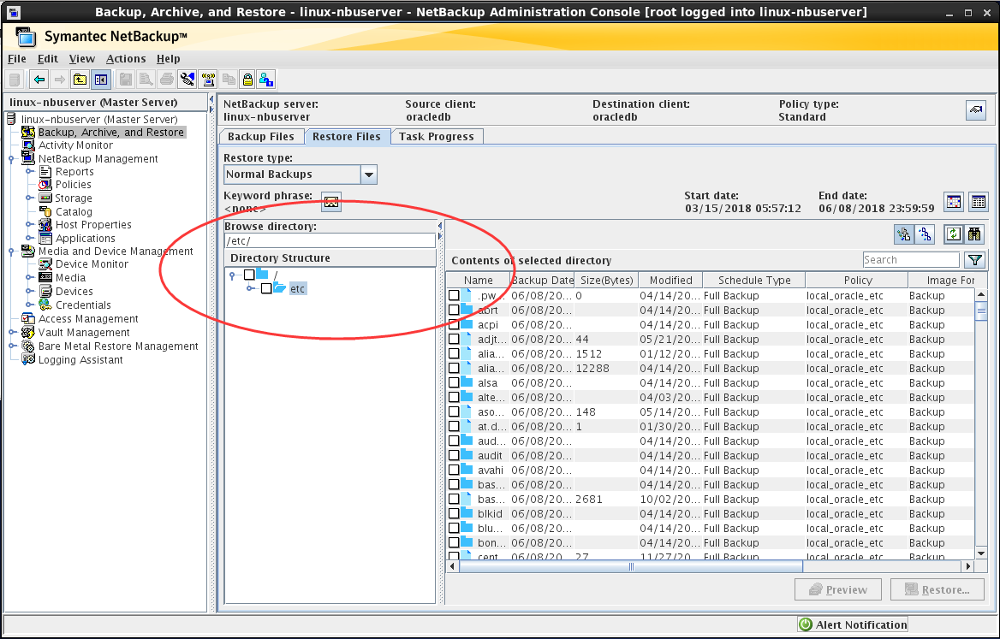 Backup, Archive, and Restore - linux-nbuserver - NetBackup Administration Console [root logged into linux-nbuserver]
Symantec NetBackup™
File Edit View Actions Help
linux-nbuserver (Master Server)
linux-nbuserver (Master Server)
Backup, Archive, and Restore
Activity Monitor
NetBackup Management
Reports
Policies
Storage
Catalog
Host Properties
Applications
Media and Device Management
Device Monitor
Media
Devices
Credentials
Access Management
Vault Management
Bare Metal Restore Management
Logging Assistant
NetBackup server: Source client: Destination client: Policy type:
linux-nbuserver oracledb oracledb Standard
Backup Files Restore Files Task Progress
Restore type:
Normal Backups
Keyword phrase: Start date: End date:
<none> 03/15/2018 05:57:12 06/08/2018 23:59:59
Browse directory:
/etc/
Directory Structure
/
etc
Contents of selected directory Search
Name Backup Date Size(Bytes) Modified Schedule Type Policy Image For
.pw... 06/08/20... 0 04/14/20... Full Backup local_oracle_etc Backup
abrt 06/08/20... 04/14/20... Full Backup local_oracle_etc Backup
acpi 06/08/20... 04/14/20... Full Backup local_oracle_etc Backup
adjt... 06/08/20... 44 05/21/20... Full Backup local_oracle_etc Backup
alia... 06/08/20... 1512 01/12/20... Full Backup local_oracle_etc Backup
alia... 06/08/20... 12288 04/14/20... Full Backup local_oracle_etc Backup
alsa 06/08/20... 04/14/20... Full Backup local_oracle_etc Backup
alte... 06/08/20... 04/03/20... Full Backup local_oracle_etc Backup
aso... 06/08/20... 148 05/14/20... Full Backup local_oracle_etc Backup
at.d... 06/08/20... 1 01/30/20... Full Backup local_oracle_etc Backup
aud... 06/08/20... 04/14/20... Full Backup local_oracle_etc Backup
audit 06/08/20... 04/14/20... Full Backup local_oracle_etc Backup
avahi 06/08/20... 04/14/20... Full Backup local_oracle_etc Backup
bas... 06/08/20... 04/14/20... Full Backup local_oracle_etc Backup
bas... 06/08/20... 2681 10/02/20... Full Backup local_oracle_etc Backup
blkid 06/08/20... 04/14/20... Full Backup local_oracle_etc Backup
blu... 06/08/20... 04/14/20... Full Backup local_oracle_etc Backup
bon... 06/08/20... 04/14/20... Full Backup local_oracle_etc Backup
cent... 06/08/20... 27 11/27/20... Full Backup local_oracle_etc Backup
Preview Restore...
Alert Notification